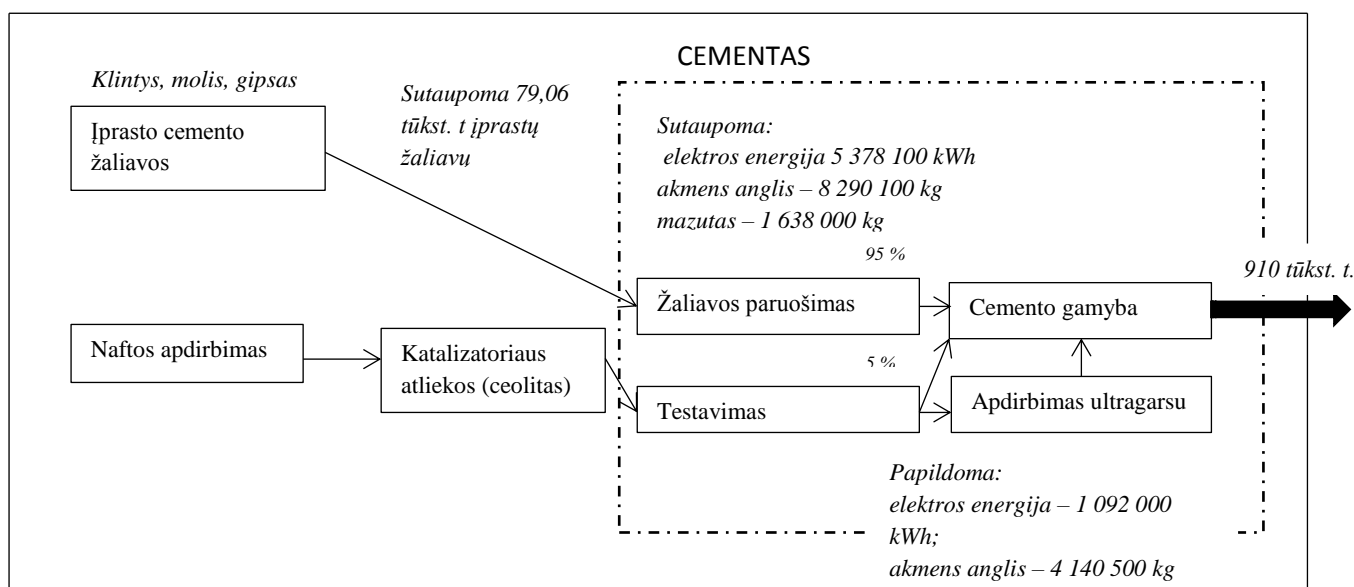 CEMENTAS
Klintys, molis, gipsas
Įprasto cemento
žaliavos
Sutaupoma 79,06
tūkst. t įprastų
žaliavų
Sutaupoma:
elektros energija 5 378 100 kWh
akmens anglis – 8 290 100 kg
mazutas – 1 638 000 kg
95 %
910 tūkst. t.
Žaliavos paruošimas
Cemento gamyba
Naftos apdirbimas
Katalizatoriaus
atliekos (ceolitas)
5 %
Testavimas
Apdirbimas ultragarsu
Papildoma:
elektros energija – 1 092 000
kWh;
akmens anglis – 4 140 500 kg